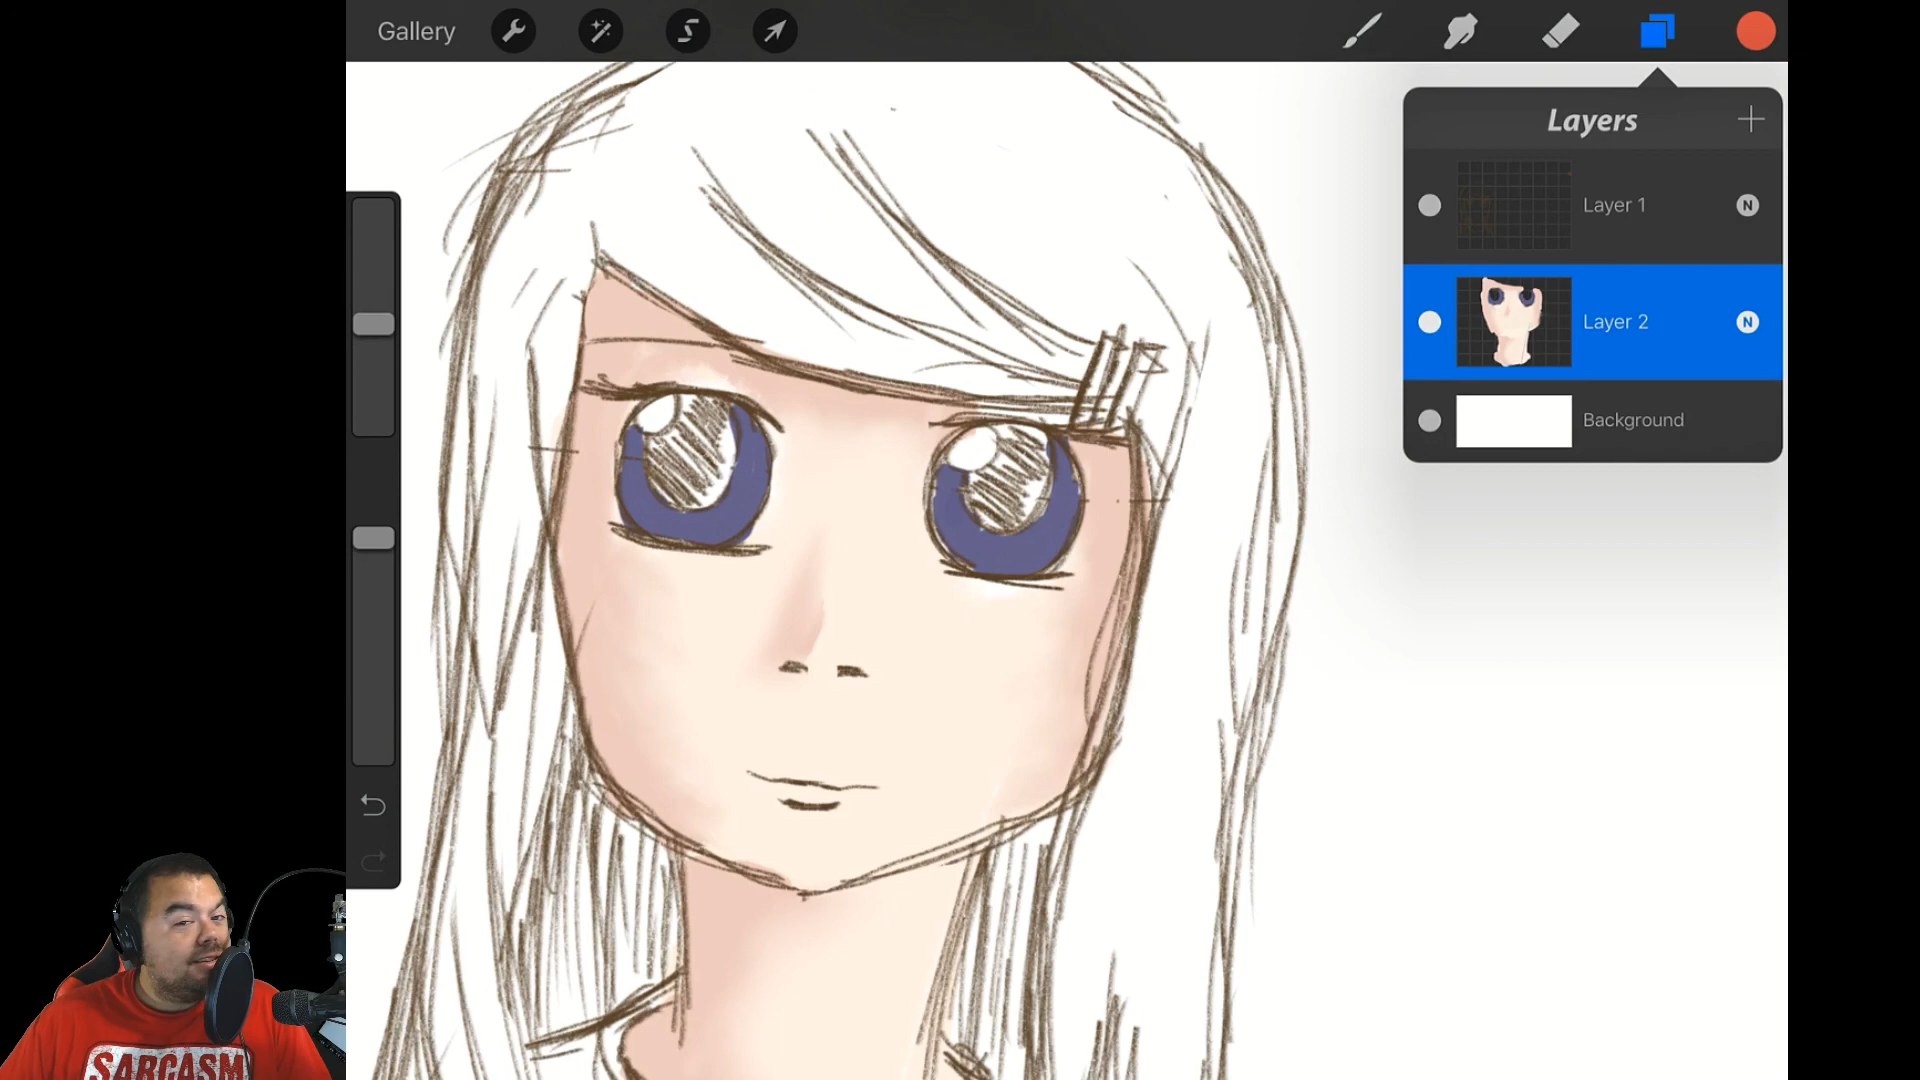 Gallery
Layers
Layer 1
N
Layer 2
N
Background
SARCASM